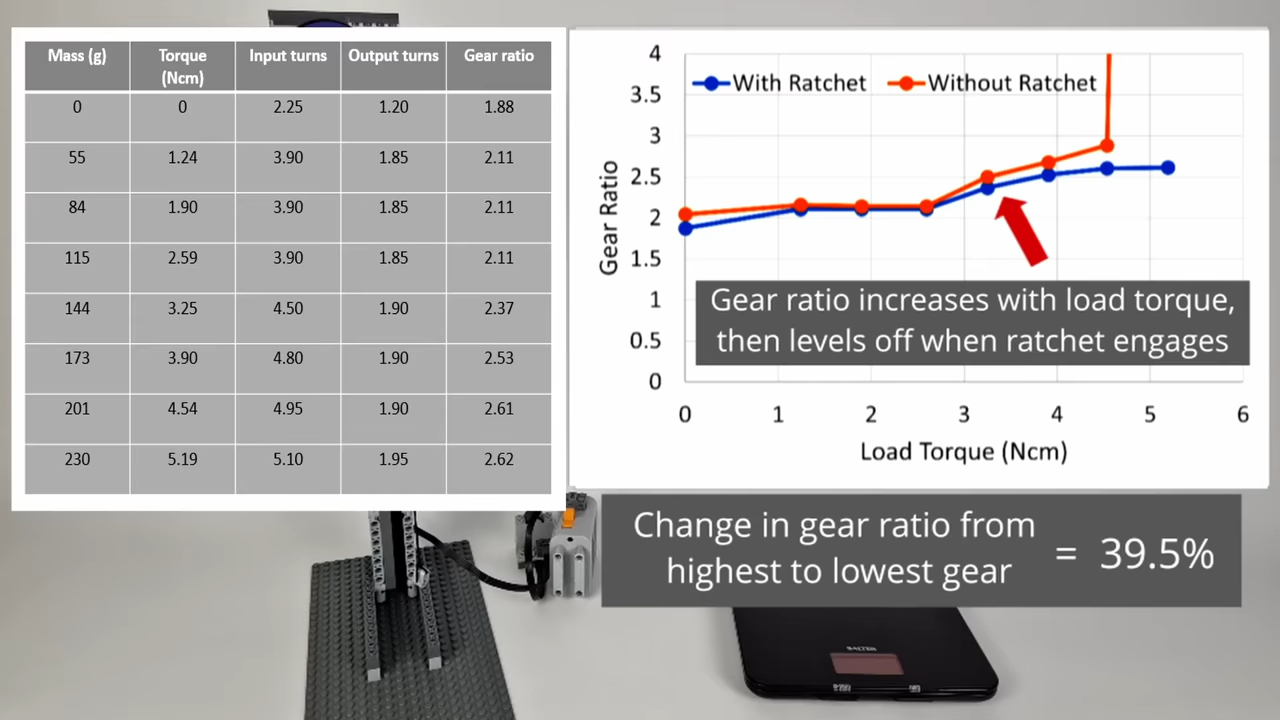 Mass (g) Torque (Ncm) Input turns Output turns Gear ratio
0 0 2.25 1.20 1.88
55 1.24 3.90 1.85 2.11
84 1.90 3.90 1.85 2.11
115 2.59 3.90 1.85 2.11
144 3.25 4.50 1.90 2.37
173 3.90 4.80 1.90 2.53
201 4.54 4.95 1.90 2.61
230 5.19 5.10 1.95 2.62
With Ratchet Without Ratchet
Gear Ratio
4
3.5
3
2.5
2
1.5
1
0.5
0
0 1 2 3 4 5 6
Load Torque (Ncm)
Gear ratio increases with load torque,
then levels off when ratchet engages
Change in gear ratio from
highest to lowest gear
= 39.5%
SALTER